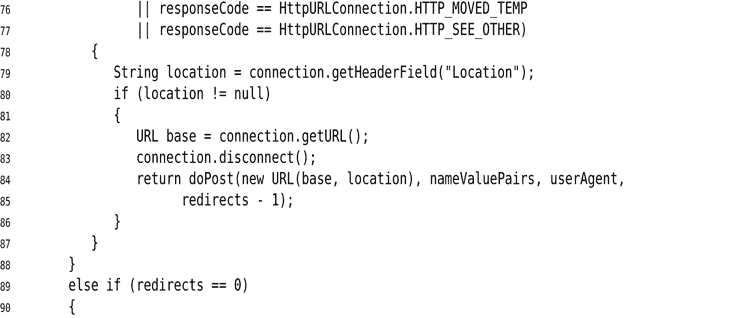 76 || responseCode == HttpURLConnection.HTTP_MOVED_TEMP
77 || responseCode == HttpURLConnection.HTTP_SEE_OTHER)
78 {
79 String location = connection.getHeaderField("Location");
80 if (location != null)
81 {
82 URL base = connection.getURL();
83 connection.disconnect();
84 return doPost(new URL(base, location), nameValuePairs, userAgent,
85 redirects - 1);
86 }
87 }
88 }
89 else if (redirects == 0)
90 {